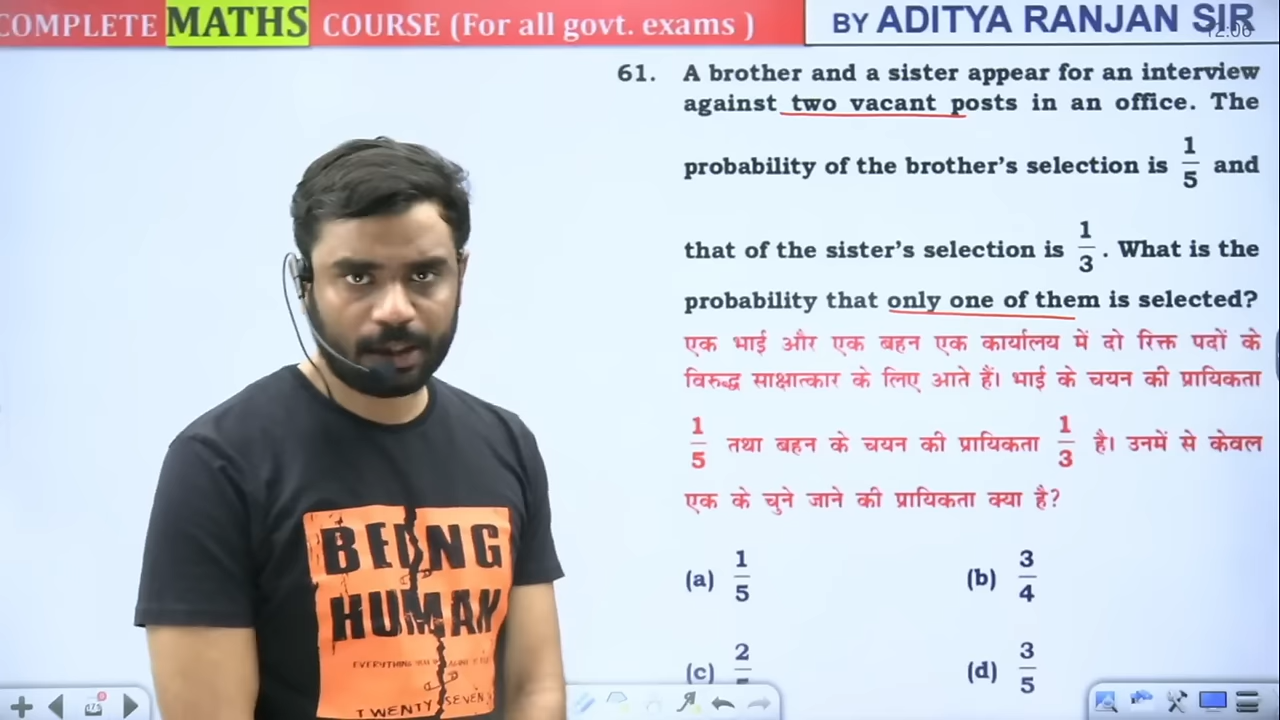 COMPLETE MATHS COURSE (For all govt. exams )
BY ADITYA RANJAN SIR
12:06
61. A brother and a sister appear for an interview
against two vacant posts in an office. The
probability of the brother's selection is 1/5 and
that of the sister's selection is 1/3. What is the
probability that only one of them is selected?
एक भाई और एक बहन एक कार्यालय में दो रिक्त पदों के
विरुद्ध साक्षात्कार के लिए आते हैं। भाई के चयन की प्रायिकता
1/5 तथा बहन के चयन की प्रायिकता 1/3 है। उनमें से केवल
एक के चुने जाने की प्रायिकता क्या है?
(a) 1/5 (b) 3/4
(c) 2 (d) 3/5
BEING
HUMAN
TWENTY SEVEN